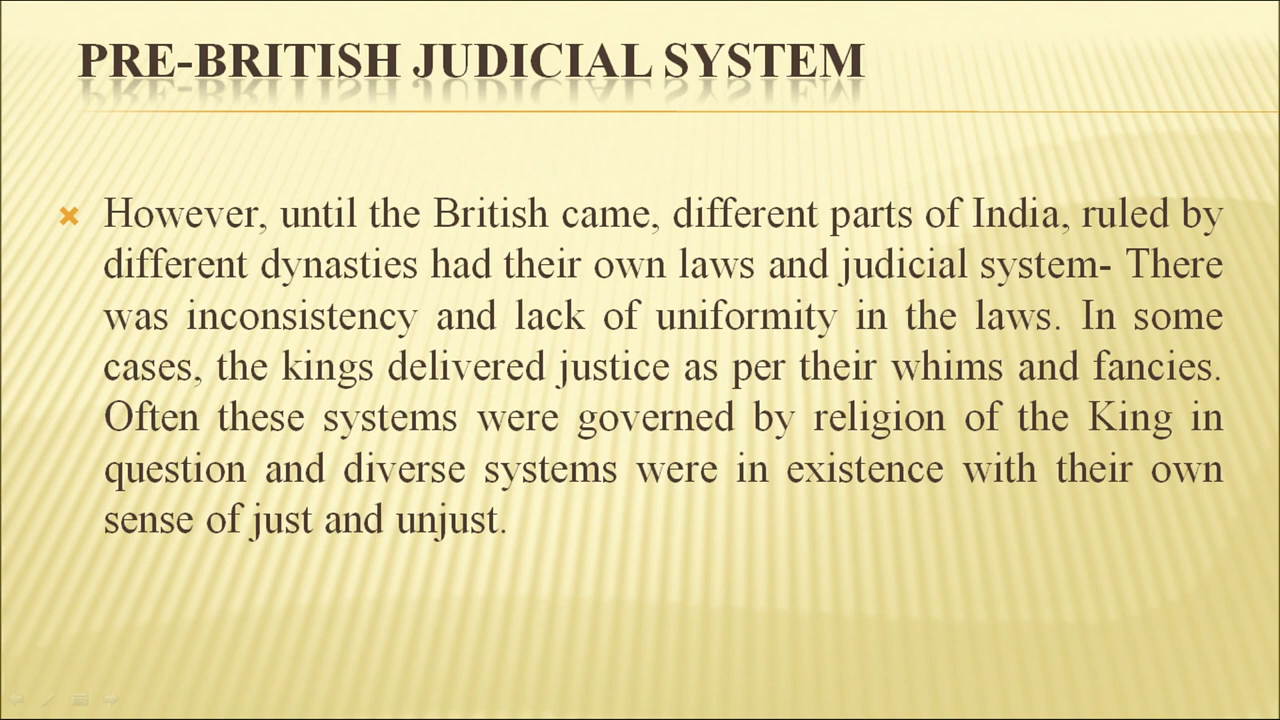 PRE-BRITISH JUDICIAL SYSTEM
However, until the British came, different parts of India, ruled by
different dynasties had their own laws and judicial system- There
was inconsistency and lack of uniformity in the laws. In some
cases, the kings delivered justice as per their whims and fancies.
Often these systems were governed by religion of the King in
question and diverse systems were in existence with their own
sense of just and unjust.